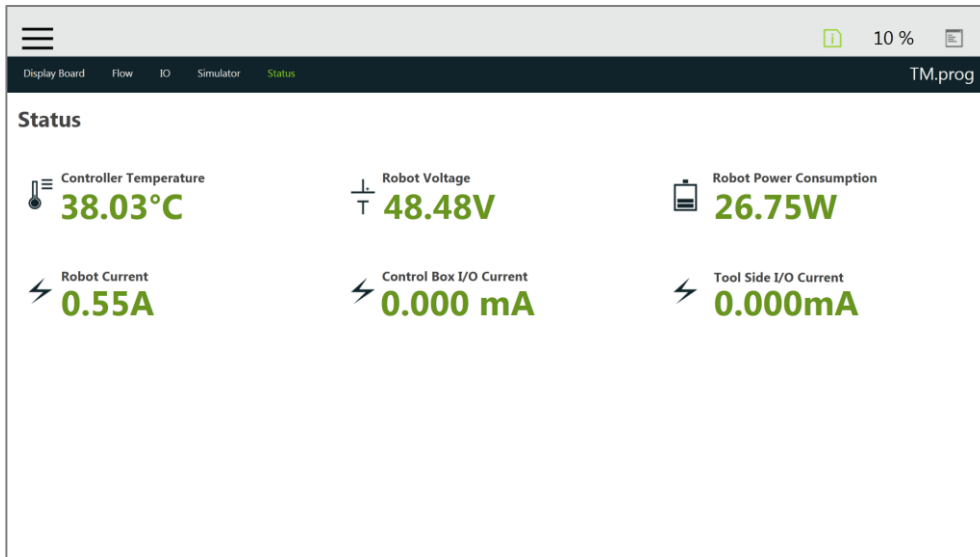 10 %
Display Board Flow IO Simulator Status TM.prog
Status
Controller Temperature Robot Voltage Robot Power Consumption
38.03°C 48.48V 26.75W
Robot Current Control Box I/O Current Tool Side I/O Current
0.55A 0.000 mA 0.000mA